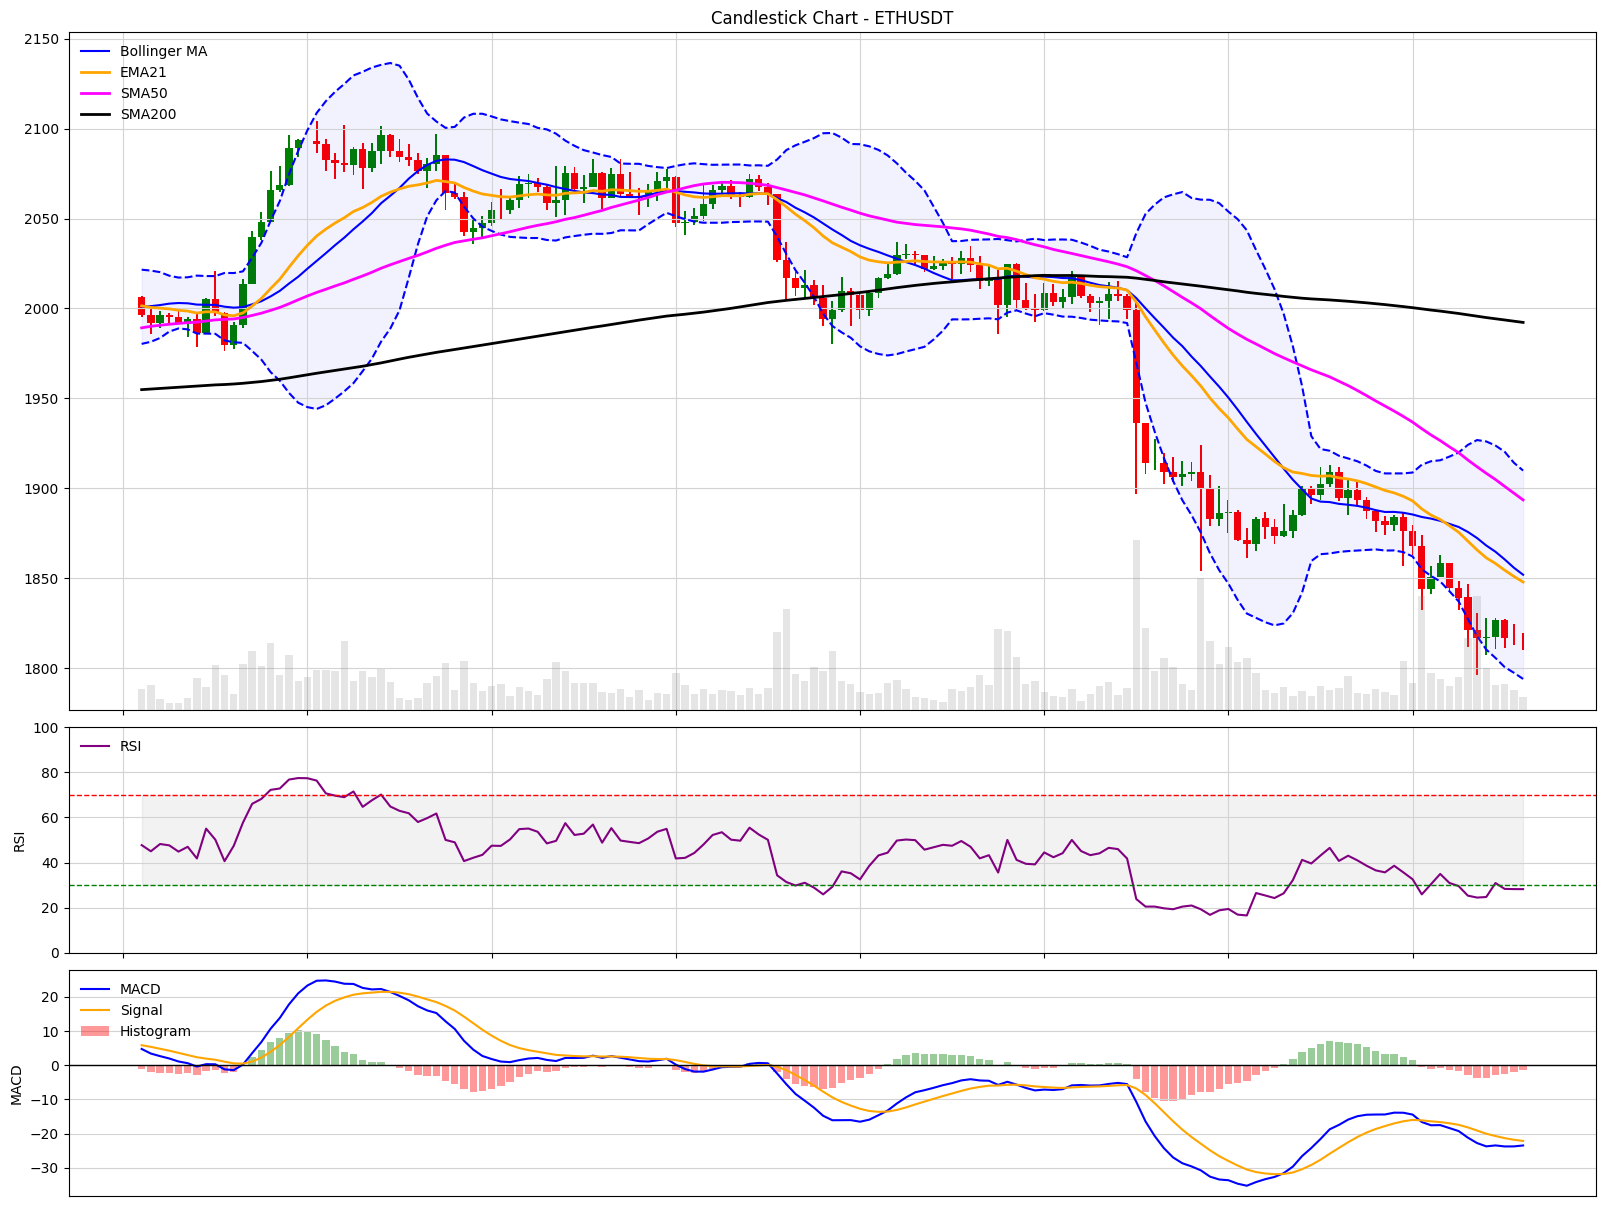 Candlestick Chart - ETHUSDT
2150
2100
2050
2000
1950
1900
1850
1800
Bollinger MA
EMA21
SMA50
SMA200
100
80
60
40
20
0
RSI
RSI
20
10
0
−10
−20
−30
MACD
MACD
Signal
Histogram